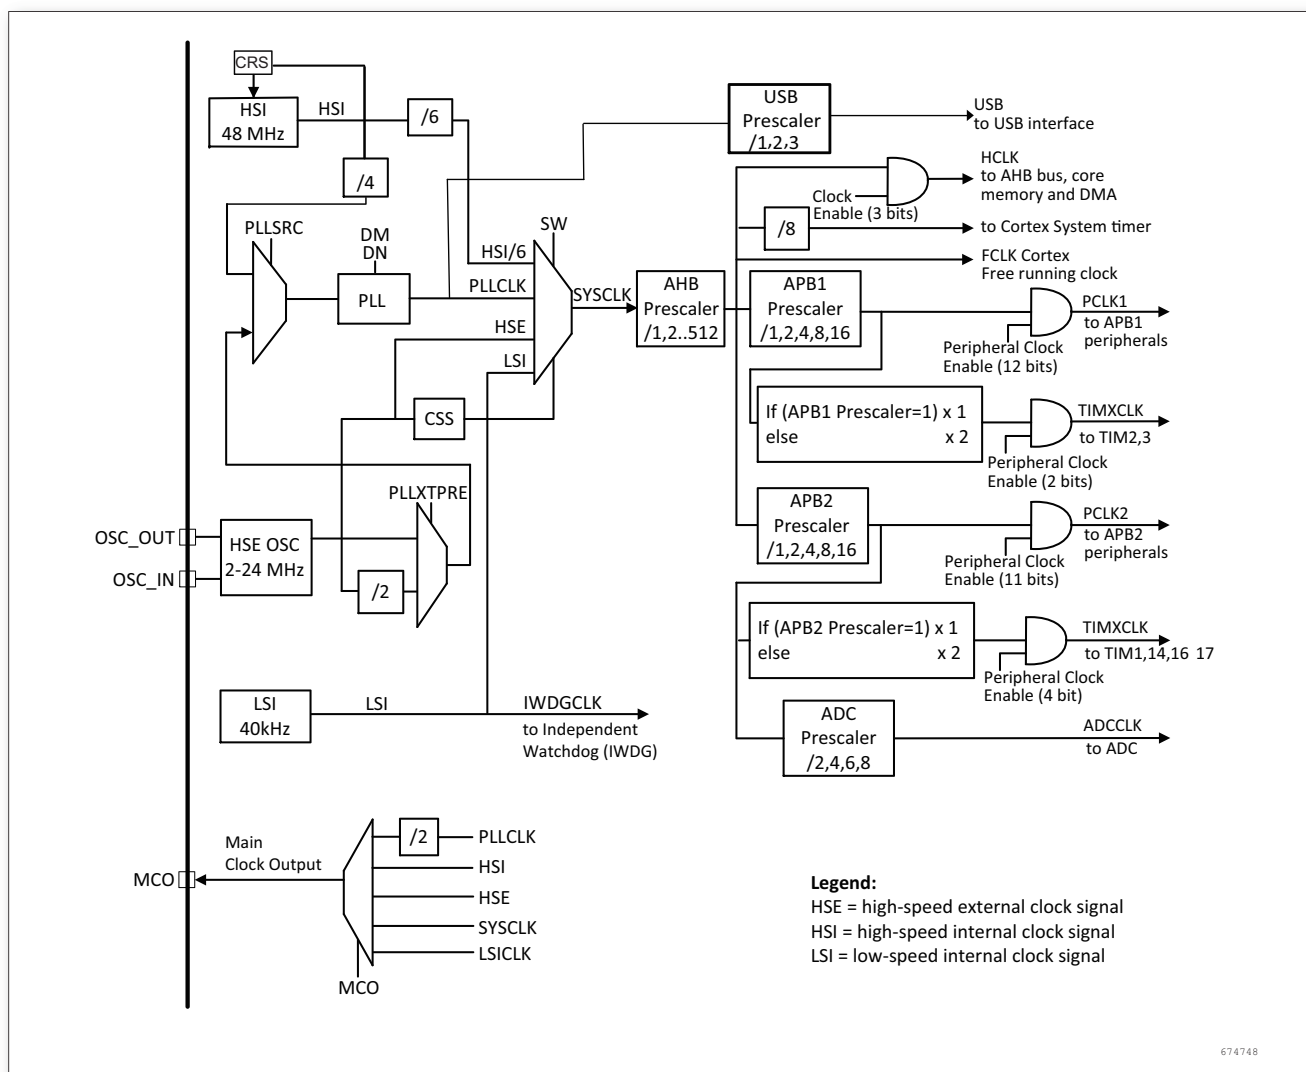 CRS
HSI
48 MHz
HSI
/6
/4
PLLSRC
DM
DN
PLL
SW
HSI/6
PLLCLK
HSE
LSI
SYSCLK
CSS
PLLXTPRE
OSC_OUT
OSC_IN
HSE OSC
2-24 MHz
/2
LSI
40kHz
LSI
IWDGCLK
to Independent
Watchdog (IWDG)
USB
Prescaler
/1,2,3
USB
to USB interface
HCLK
to AHB bus, core
memory and DMA
Clock
Enable (3 bits)
/8
to Cortex System timer
FCLK Cortex
Free running clock
AHB
Prescaler
/1,2..512
APB1
Prescaler
/1,2,4,8,16
PCLK1
to APB1
peripherals
Peripheral Clock
Enable (12 bits)
If (APB1 Prescaler=1) x 1
else x 2
TIMXCLK
to TIM2,3
Peripheral Clock
Enable (2 bits)
APB2
Prescaler
/1,2,4,8,16
PCLK2
to APB2
peripherals
Peripheral Clock
Enable (11 bits)
If (APB2 Prescaler=1) x 1
else x 2
TIMXCLK
to TIM1,14,16 17
Peripheral Clock
Enable (4 bit)
ADC
Prescaler
/2,4,6,8
ADCCLK
to ADC
Main
Clock Output
MCO
/2
PLLCLK
HSI
HSE
SYSCLK
LSICLK
MCO
Legend:
HSE = high-speed external clock signal
HSI = high-speed internal clock signal
LSI = low-speed internal clock signal
674748